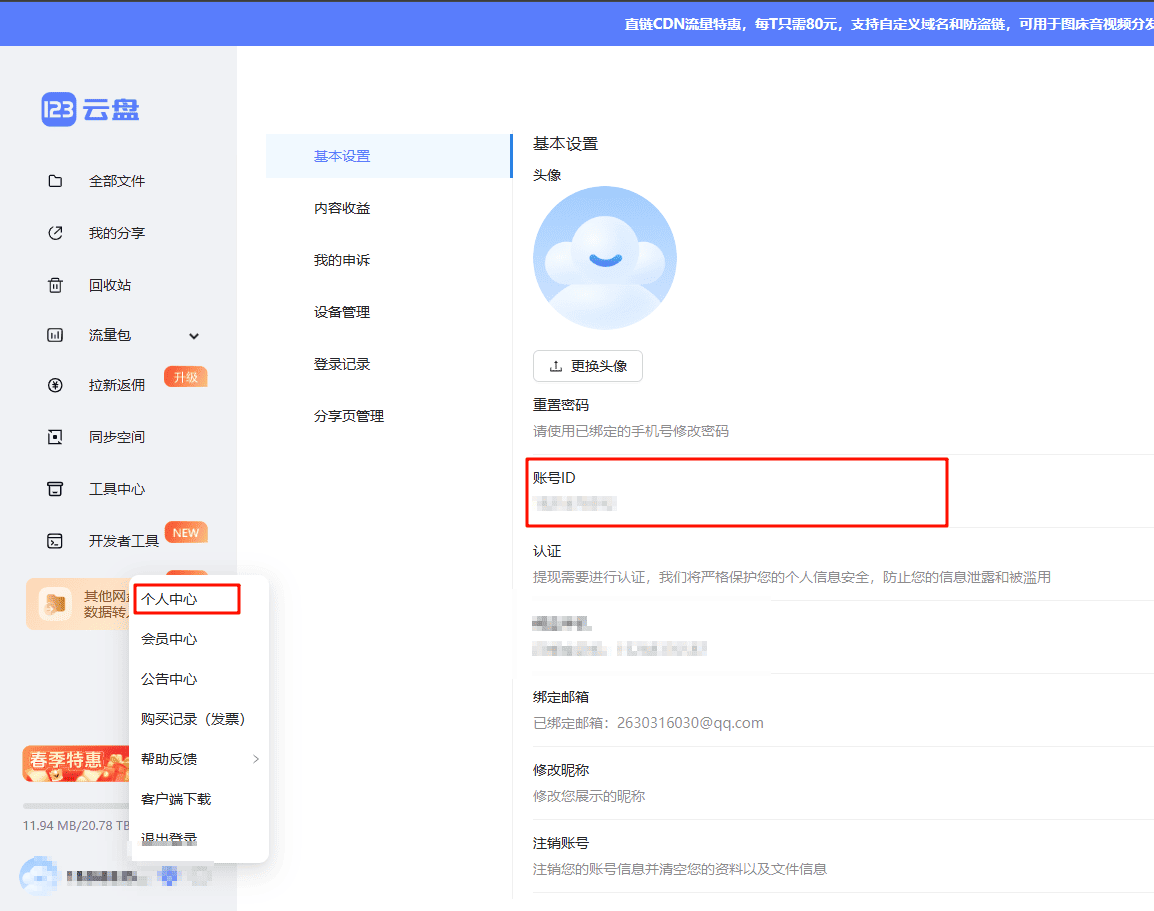 直链CDN流量特惠，每T只需80元，支持自定义域名和防盗链，可用于图床音视频分发
123云盘
全部文件
我的分享
回收站
流量包
拉新返佣
升级
同步空间
工具中心
开发者工具
NEW
其他网
数据转
个人中心
会员中心
公告中心
购买记录（发票）
帮助反馈
客户端下载
退出登录
春季特惠
11.94 MB/20.78 TB
基本设置
内容收益
我的申诉
设备管理
登录记录
分享页管理
基本设置
头像
更换头像
重置密码
请使用已绑定的手机号修改密码
账号ID
认证
提现需要进行认证，我们将严格保护您的个人信息安全，防止您的信息泄露和被滥用
绑定邮箱
已绑定邮箱：2630316030@qq.com
修改昵称
修改您展示的昵称
注销账号
注销您的账号信息并清空您的资料以及文件信息